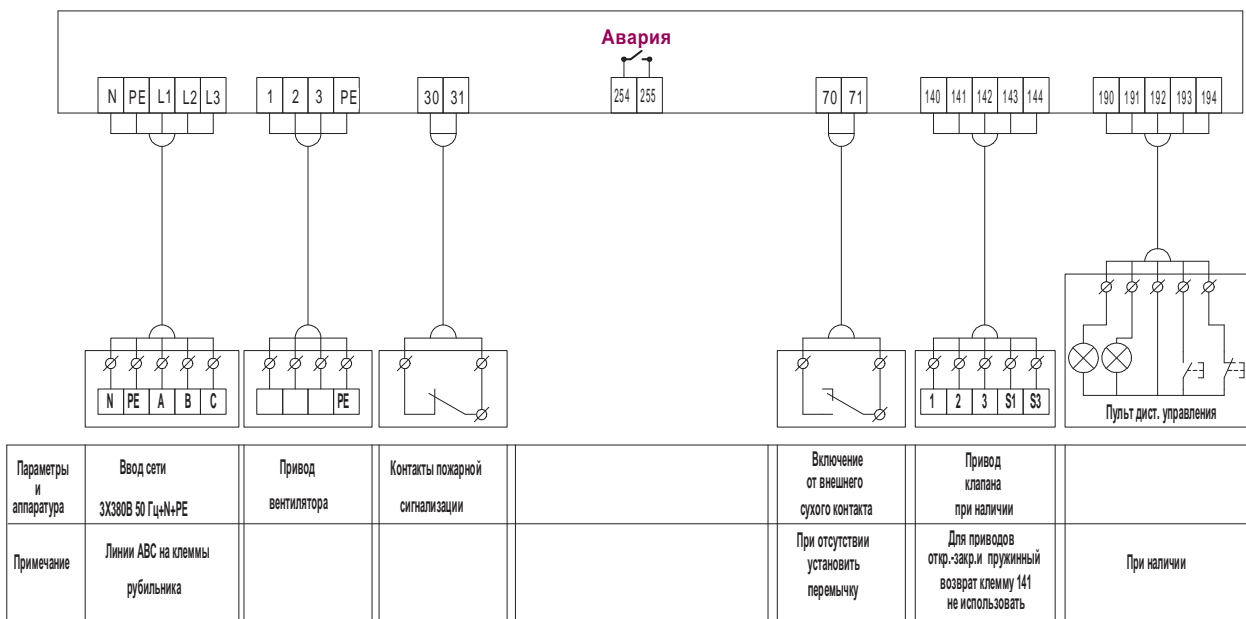 Авария
N PE L1 L2 L3
1 2 3 PE
30 31
254 255
70 71
140 141 142 143 144
190 191 192 193 194
N PE A B C
PE
1 2 3 S1 S3
Пульт дист. управления
Параметры
и
аппаратура
Ввод сети
3X380В 50 Гц+N+PE
Привод
вентилятора
Контакты пожарной
сигнализации
Включение
от внешнего
сухого контакта
Привод
клапана
при наличии
Примечание
Линии АВС на клеммы
рубильника
При отсутствии
установить
перемычку
Для приводов
откр.-закр.и пружинный
возврат клемму 141
не использовать
При наличии